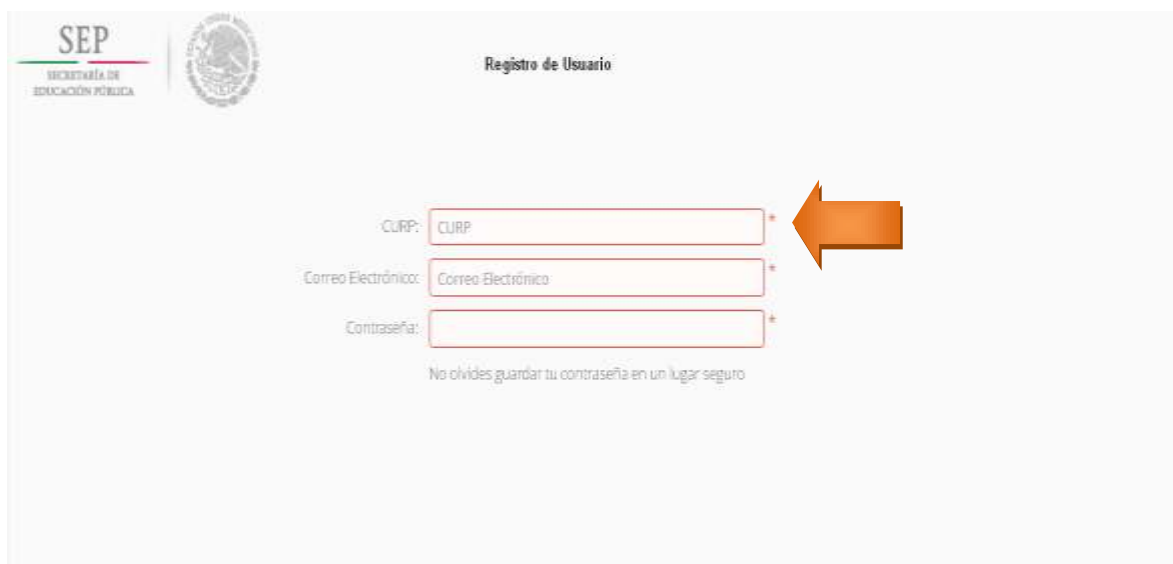 SEP
SECRETARÍA DE
EDUCACIÓN PÚBLICA
Registro de Usuario
CURP: CURP *
Correo Electrónico: Correo Electrónico *
Contraseña: *
No olvides guardar tu contraseña en un lugar seguro